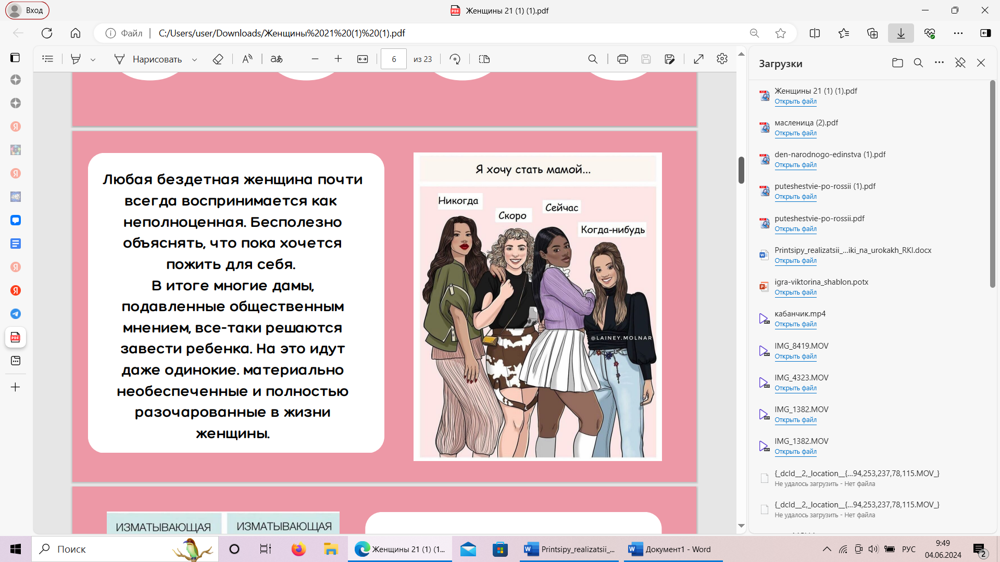 Вход
Женщины 21 (1) (1).pdf
Файл
C:/Users/user/Downloads/Женщины%2021%20(1)%20(1).pdf
Нарисовать
6
из 23
Любая бездетная женщина почти
всегда воспринимается как
неполноценная. Бесполезно
объяснять, что пока хочется
пожить для себя.
В итоге многие дамы,
подавленные общественным
мнением, все-таки решаются
завести ребенка. На это идут
даже одинокие. материально
необеспеченные и полностью
разочарованные в жизни
женщины.
Я хочу стать мамой...
Никогда
Скоро
Сейчас
Когда-нибудь
@LAINEY.MOLNAR
ИЗМАТЫВАЮЩАЯ
ИЗМАТЫВАЮЩАЯ
Загрузки
Женщины 21 (1) (1).pdf
Открыть файл
масленица (2).pdf
Открыть файл
den-narodnogo-edinstva (1).pdf
Открыть файл
puteshestvie-po-rossii (1).pdf
Открыть файл
puteshestvie-po-rossii.pdf
Открыть файл
Printsipy_realizatsii_...iki_na_urokakh_RKI.docx
Открыть файл
igra-viktorina_shablon.potx
Открыть файл
кабанчик.mp4
Открыть файл
IMG_8419.MOV
Открыть файл
IMG_4323.MOV
Открыть файл
IMG_1382.MOV
Открыть файл
IMG_1382.MOV
Открыть файл
{_dcId__2,_location__{...94,253,237,78,115.MOV_}
Не удалось загрузить - Нет файла
{_dcId__2,_location__{...94,253,237,78,115.MOV_}
Не удалось загрузить - Нет файла
Поиск
Женщины 21 (1) (1...
Printsipy_realizatsii_...
Документ1 - Word
РУС
9:49
04.06.2024
2